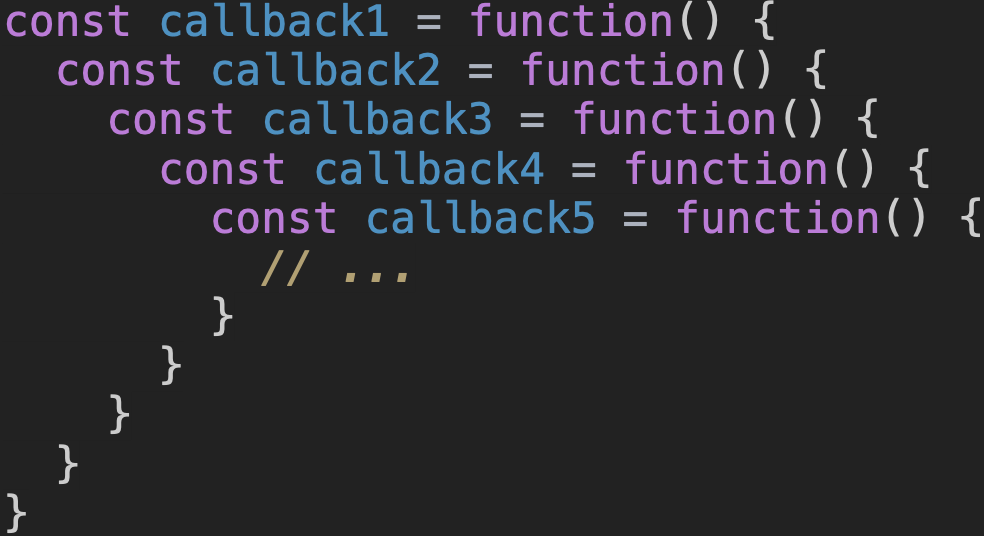 const callback1 = function() {
  const callback2 = function() {
    const callback3 = function() {
      const callback4 = function() {
        const callback5 = function() {
          // ...
        }
      }
    }
  }
}